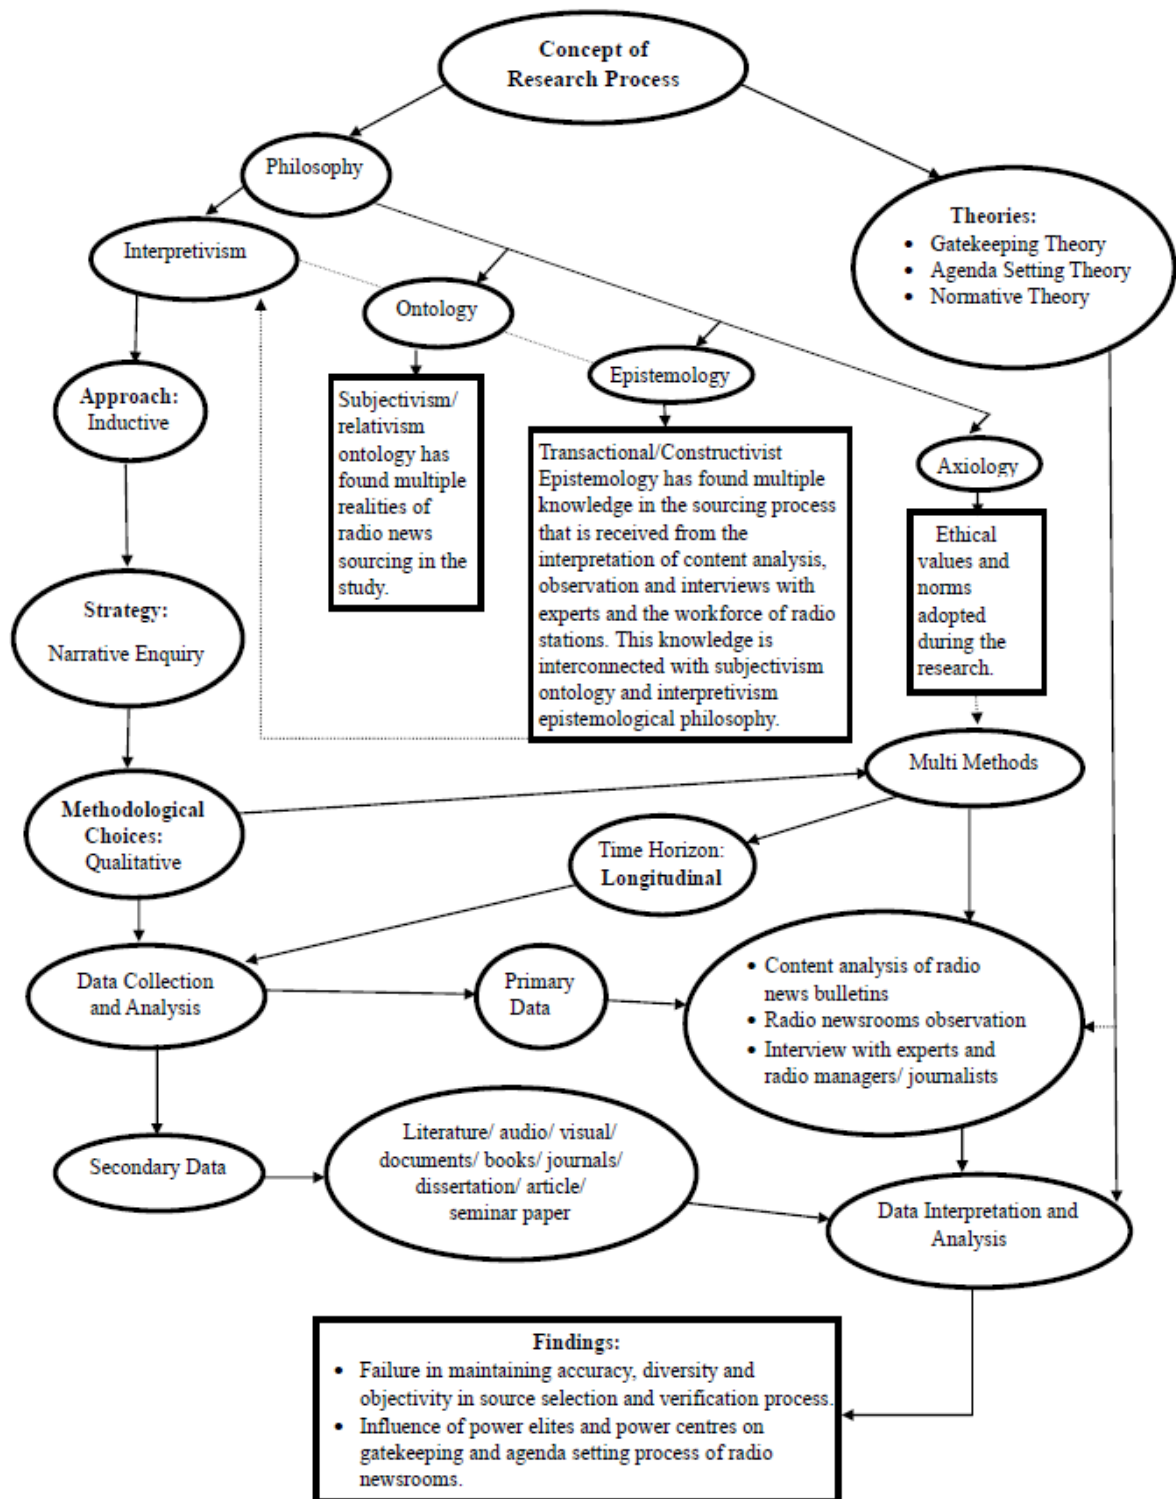 Concept of
Research Process
Philosophy
Theories:
• Gatekeeping Theory
• Agenda Setting Theory
• Normative Theory
Interpretivism
Ontology
Epistemology
Approach:
Inductive
Subjectivism/
relativism
ontology has
found multiple
realities of
radio news
sourcing in the
study.
Transactional/Constructivist
Epistemology has found multiple
knowledge in the sourcing process
that is received from the
interpretation of content analysis,
observation and interviews with
experts and the workforce of radio
stations. This knowledge is
interconnected with subjectivism
ontology and interpretivism
epistemological philosophy.
Axiology
Ethical
values and
norms
adopted
during the
research.
Strategy:
Narrative Enquiry
Multi Methods
Methodological
Choices:
Qualitative
Time Horizon:
Longitudinal
Data Collection
and Analysis
Primary
Data
• Content analysis of radio
news bulletins
• Radio newsrooms observation
• Interview with experts and
radio managers/ journalists
Secondary Data
Literature/ audio/ visual/
documents/ books/ journals/
dissertation/ article/
seminar paper
Data Interpretation and
Analysis
Findings:
• Failure in maintaining accuracy, diversity and
objectivity in source selection and verification process.
• Influence of power elites and power centres on
gatekeeping and agenda setting process of radio
newsrooms.